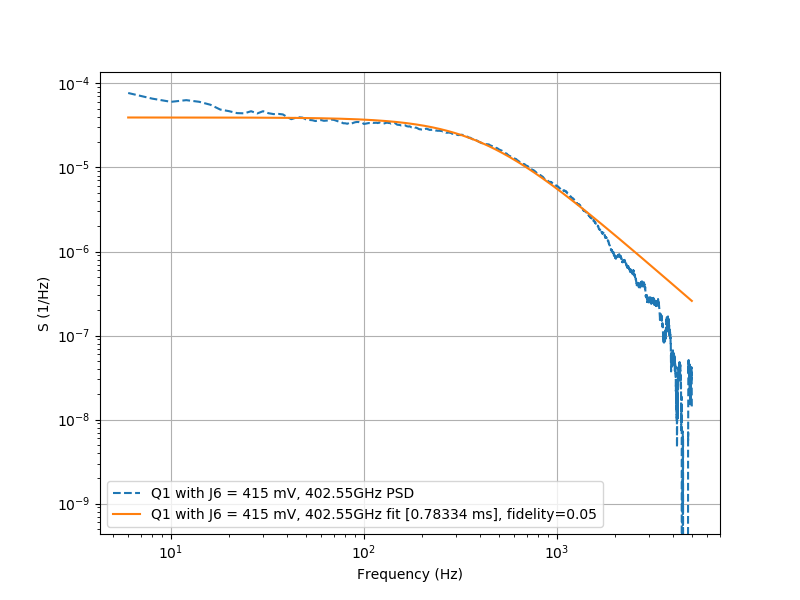 10⁻⁴
10⁻⁵
10⁻⁶
10⁻⁷
10⁻⁸
10⁻⁹
S (1/Hz)
Q1 with J6 = 415 mV, 402.55GHz PSD
Q1 with J6 = 415 mV, 402.55GHz fit [0.78334 ms], fidelity=0.05
10¹ 10² 10³
Frequency (Hz)